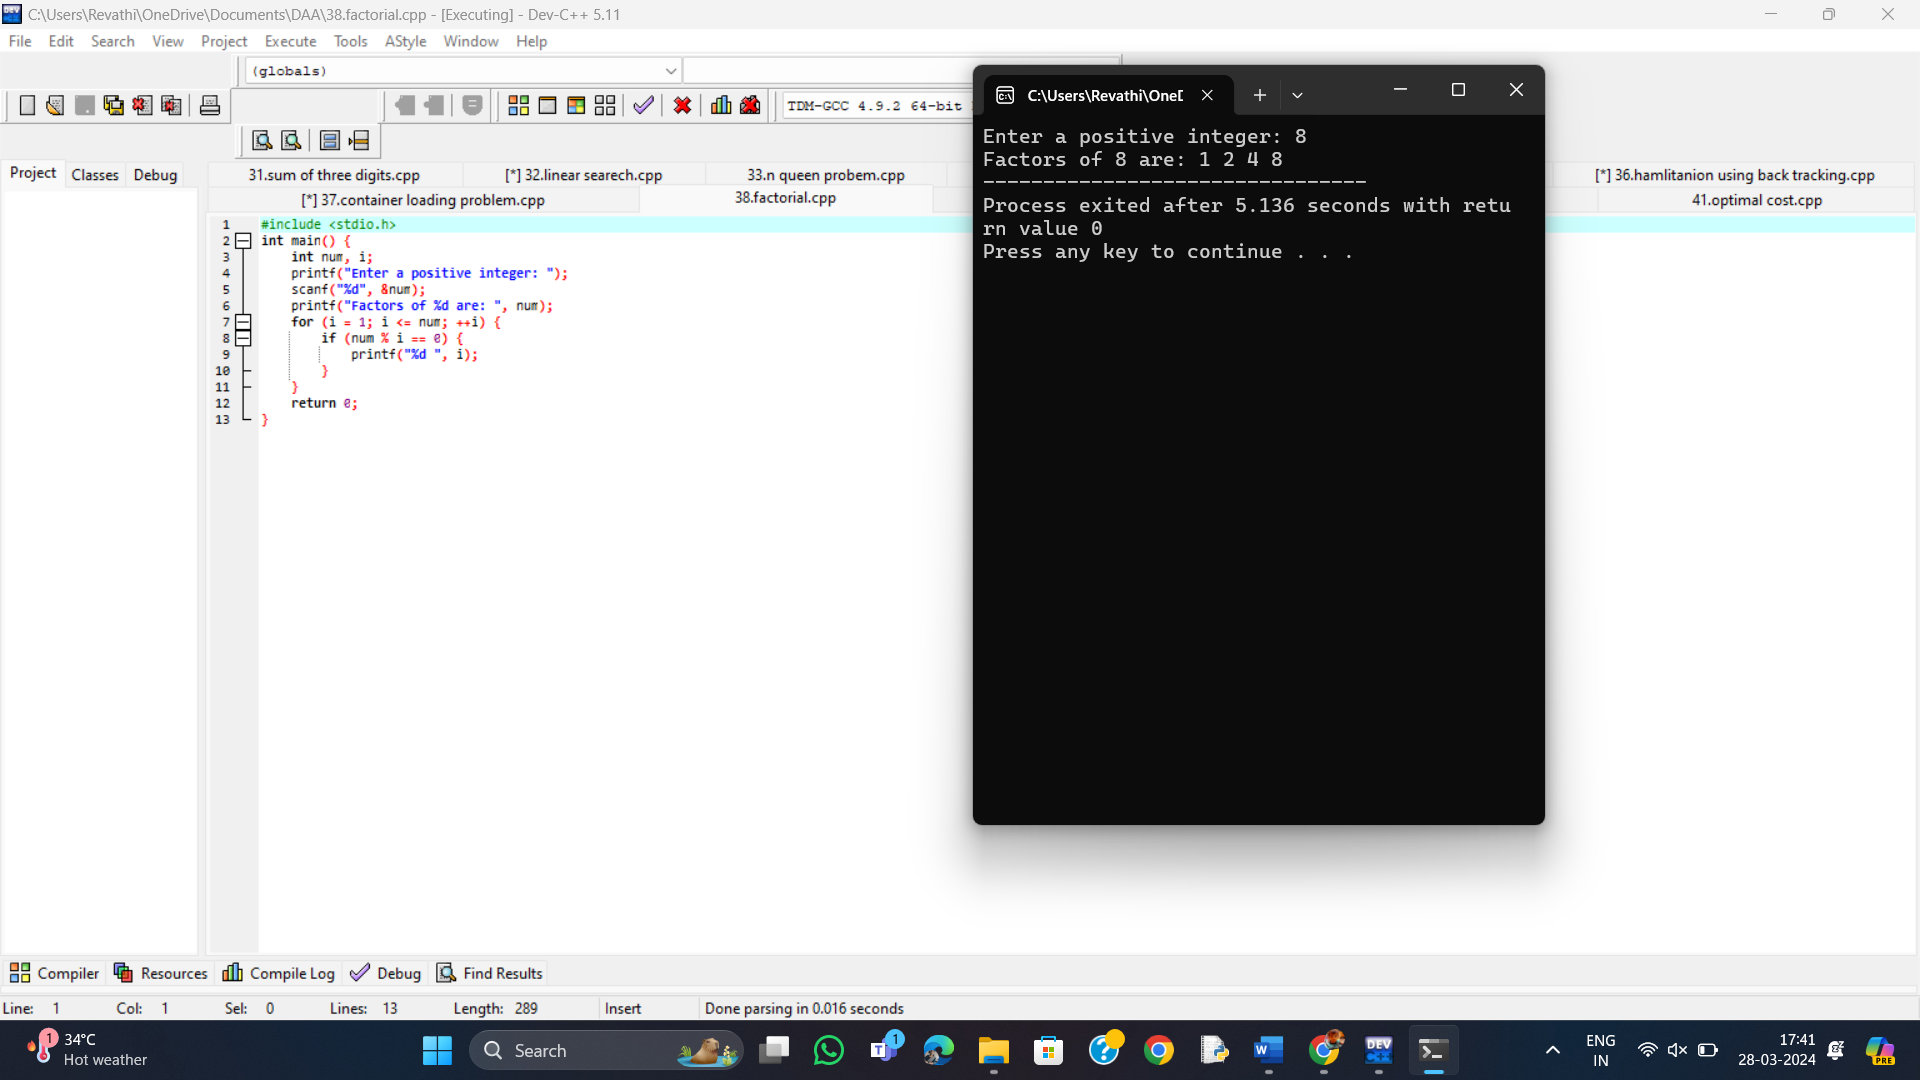 C:\Users\Revathi\OneDrive\Documents\DAA\38.factorial.cpp - [Executing] - Dev-C++ 5.11
File Edit Search View Project Execute Tools AStyle Window Help
(globals)
TDM-GCC 4.9.2 64-bit
Project Classes Debug
31.sum of three digits.cpp [*] 32.linear searech.cpp 33.n queen probem.cpp [*] 36.hamlitanion using back tracking.cpp
[*] 37.container loading problem.cpp 38.factorial.cpp 41.optimal cost.cpp
1 #include <stdio.h>
2 int main() {
3 int num, i;
4 printf("Enter a positive integer: ");
5 scanf("%d", &num);
6 printf("Factors of %d are: ", num);
7 for (i = 1; i <= num; ++i) {
8 if (num % i == 0) {
9 printf("%d ", i);
10 }
11 }
12 return 0;
13 }
C:\Users\Revathi\OneD
Enter a positive integer: 8
Factors of 8 are: 1 2 4 8
--------------------------------
Process exited after 5.136 seconds with retu
rn value 0
Press any key to continue . . .
Compiler Resources Compile Log Debug Find Results
Line: 1 Col: 1 Sel: 0 Lines: 13 Length: 289 Insert Done parsing in 0.016 seconds
1 34°C
Hot weather
Search
1
DEV
W
ENG
IN
17:41
28-03-2024
PRE